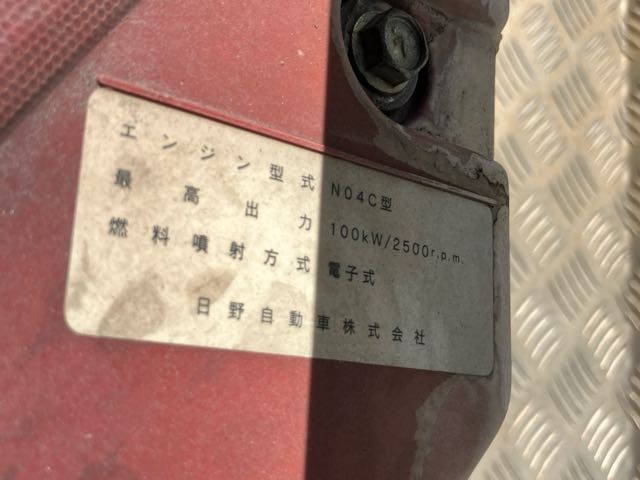 エンジン型式 N04C型
最高出力 100kW/2500r.p.m.
燃料噴射方式 電子式
日野自動車株式会社